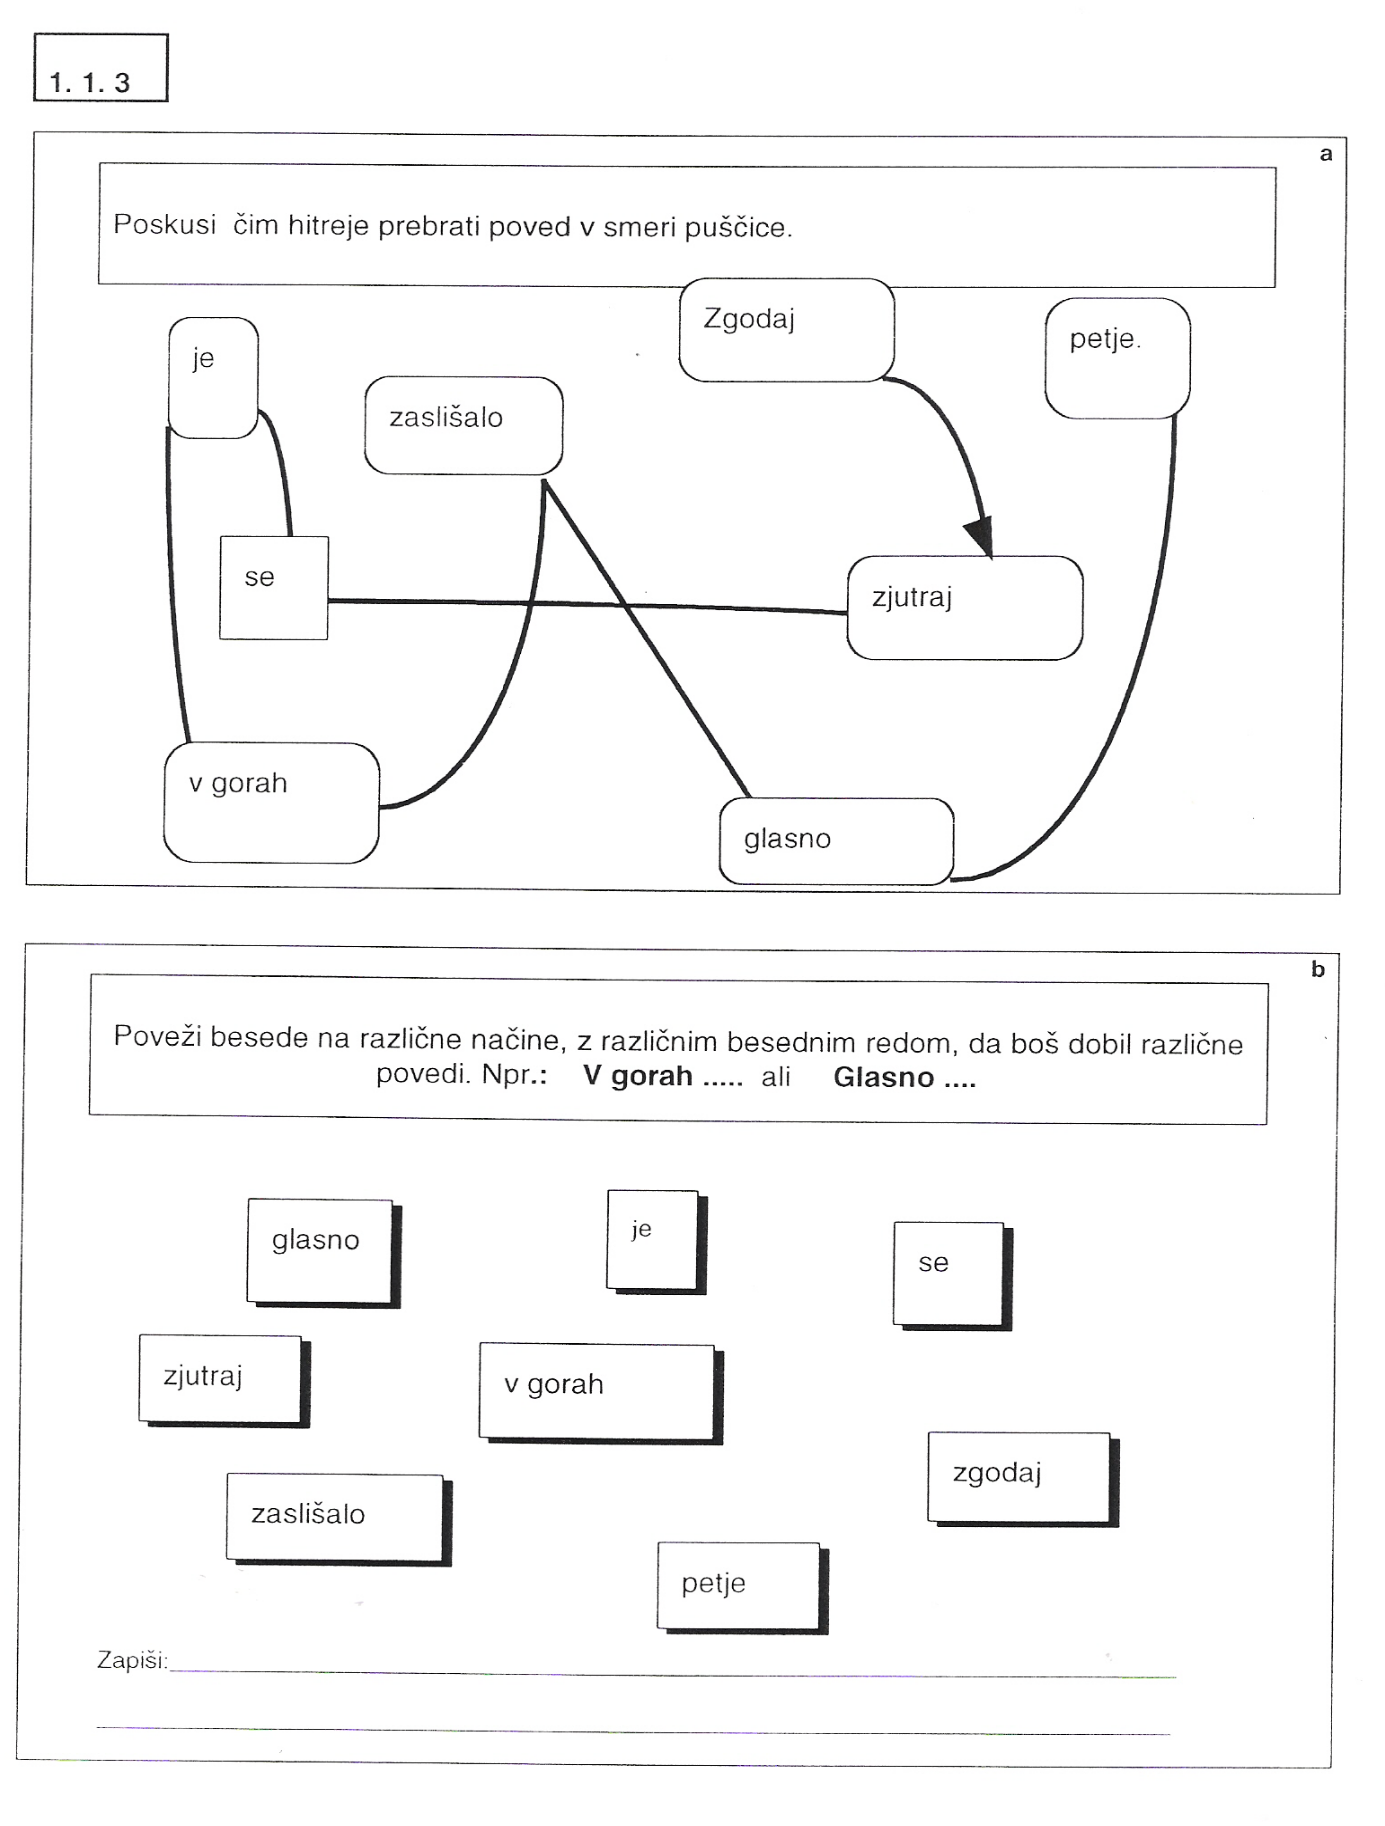 1. 1. 3
a
Poskusi čim hitreje prebrati poved v smeri puščice.
Zgodaj
petje.
je
zaslišalo
se
zjutraj
v gorah
glasno
b
Poveži besede na različne načine, z različnim besednim redom, da boš dobil različne
povedi. Npr.: V gorah ..... ali Glasno ....
glasno
je
se
zjutraj
v gorah
zgodaj
zaslišalo
petje
Zapiši: